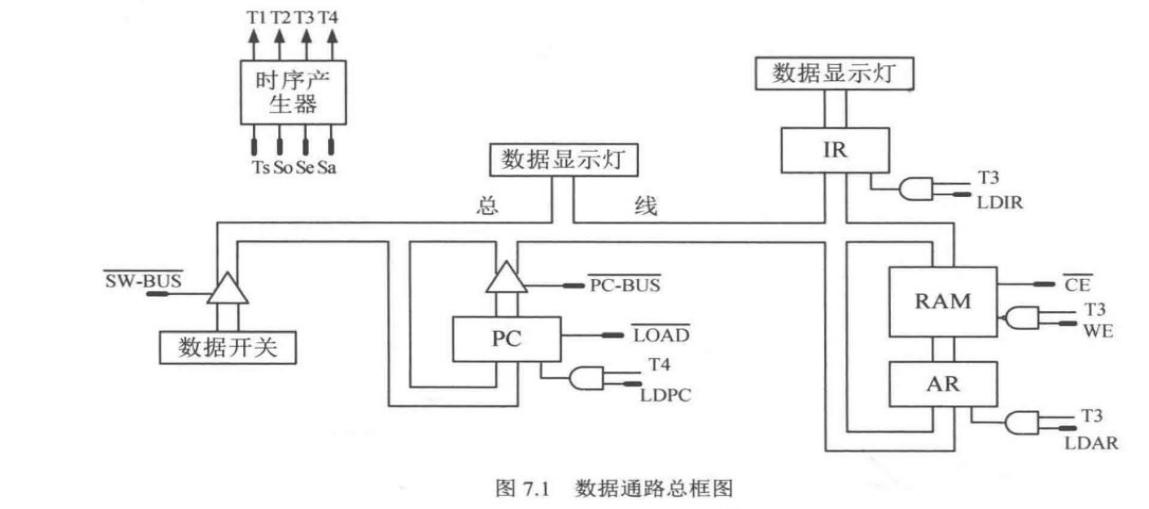 T1 T2 T3 T4
时序产
生器
Ts So Se Sa
数据显示灯
IR
T3
LDIR
数据显示灯
总 线
SW-BUS
数据开关
PC-BUS
PC
LOAD
T4
LDPC
RAM
CE
T3
WE
AR
T3
LDAR
图 7.1 数据通路总框图